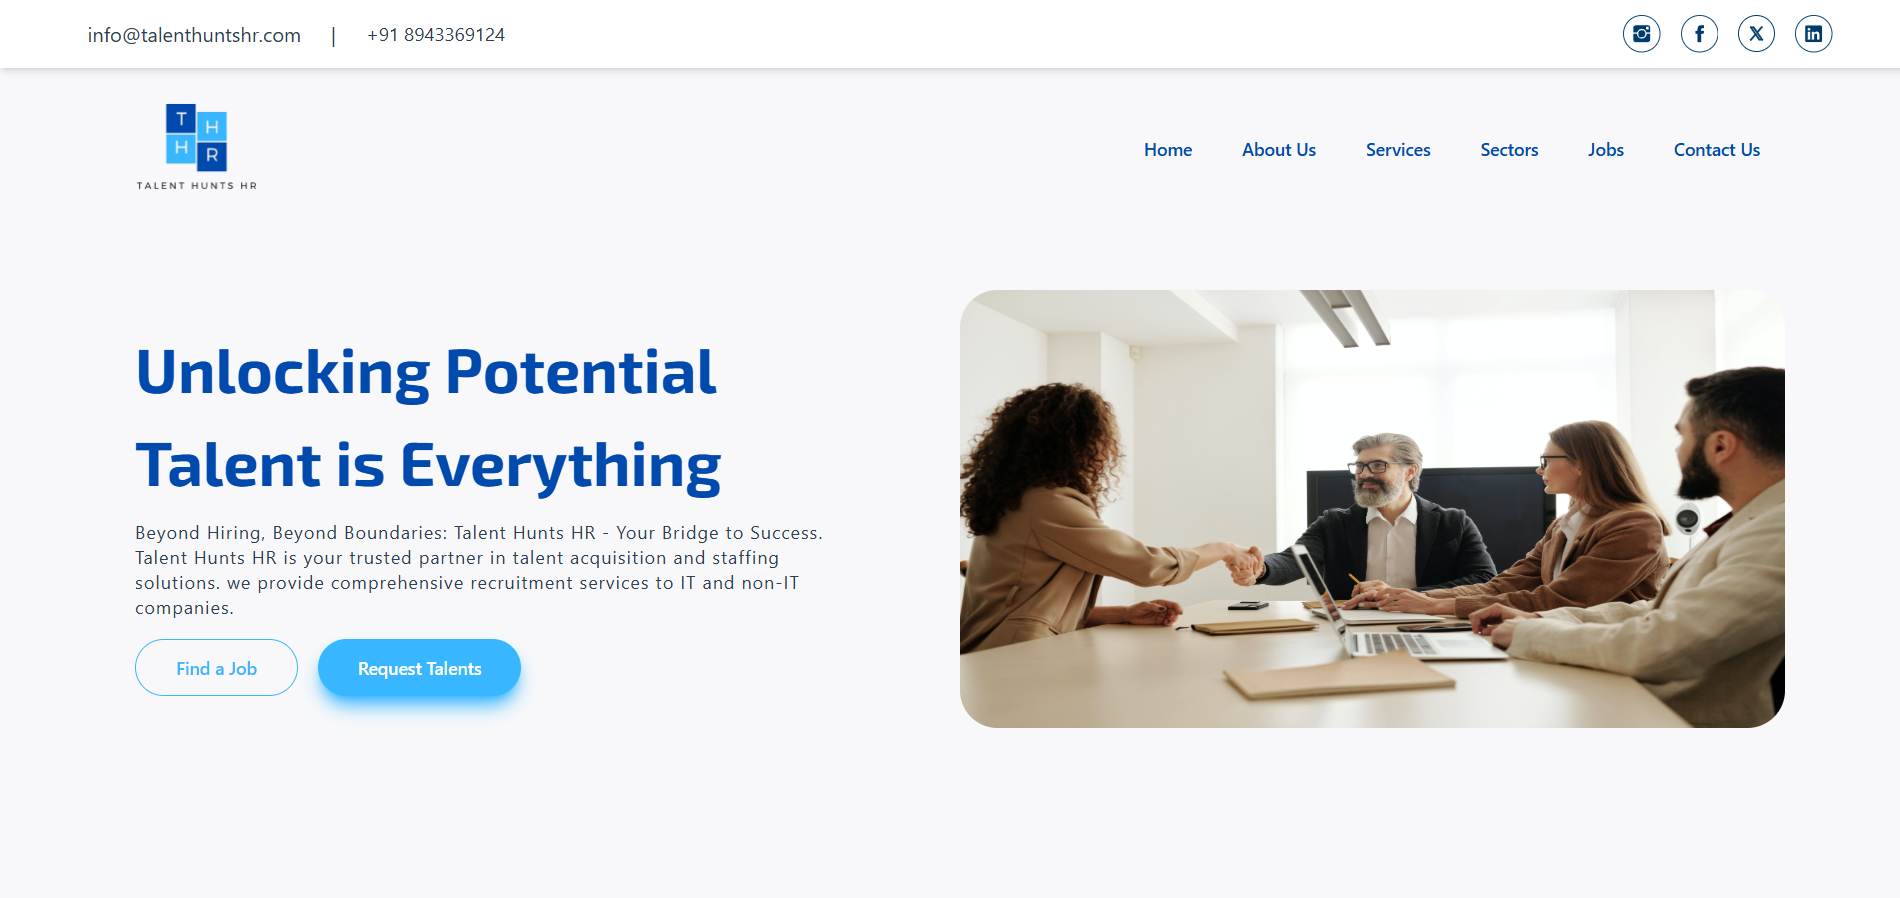 info@talenthuntshr.com | +91 8943369124
T H
H R
TALENT HUNTS HR
Home About Us Services Sectors Jobs Contact Us
Unlocking Potential
Talent is Everything
Beyond Hiring, Beyond Boundaries: Talent Hunts HR - Your Bridge to Success.
Talent Hunts HR is your trusted partner in talent acquisition and staffing
solutions. we provide comprehensive recruitment services to IT and non-IT
companies.
Find a Job Request Talents